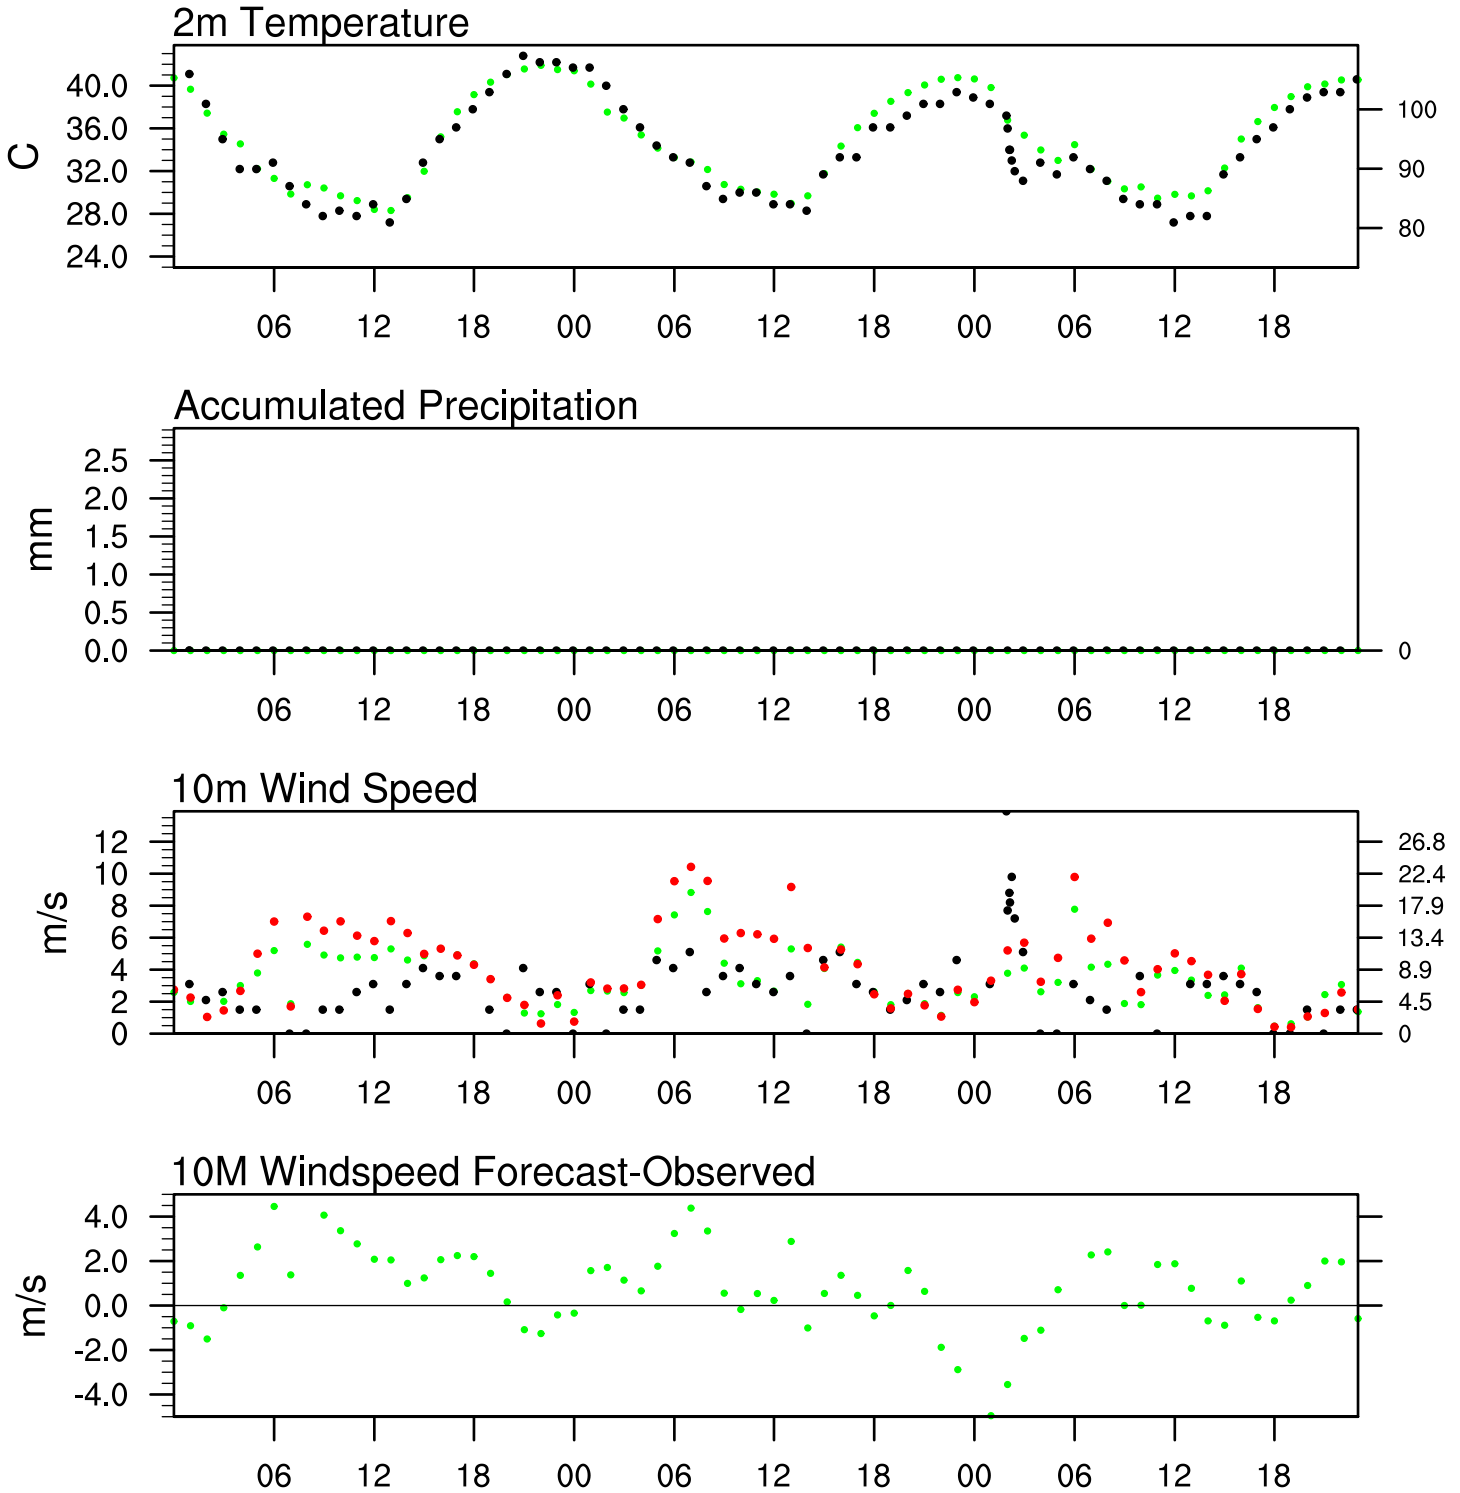 2m Temperature
40.0
36.0
32.0
28.0
24.0
C
100
90
80
06 12 18 00 06 12 18 00 06 12 18
Accumulated Precipitation
2.5
2.0
1.5
1.0
0.5
0.0
mm
0
06 12 18 00 06 12 18 00 06 12 18
10m Wind Speed
12
10
8
6
4
2
0
m/s
26.8
22.4
17.9
13.4
8.9
4.5
0
06 12 18 00 06 12 18 00 06 12 18
10M Windspeed Forecast-Observed
4.0
2.0
0.0
-2.0
-4.0
m/s
06 12 18 00 06 12 18 00 06 12 18